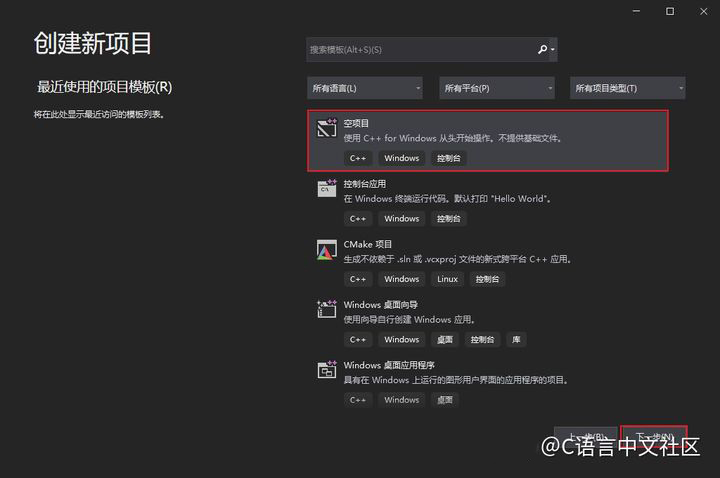 创建新项目
搜索模板(Alt+S)(S)
最近使用的项目模板(R)
所有语言(L)
所有平台(P)
所有项目类型(T)
将在此处显示最近访问的模板列表。
空项目
使用 C++ for Windows 从头开始操作。不提供基础文件。
C++ Windows 控制台
控制台应用
在 Windows 终端运行代码。默认打印 "Hello World"。
C++ Windows 控制台
CMake 项目
生成不依赖于 .sln 或 .vcxproj 文件的新式跨平台 C++ 应用。
C++ Windows Linux 控制台
Windows 桌面向导
使用向导自行创建 Windows 应用。
C++ Windows 桌面 控制台 库
Windows 桌面应用程序
具有在 Windows 上运行的图形用户界面的应用程序的项目。
C++ Windows 桌面
上一步(B)
下一步(N)
@C语言中文社区